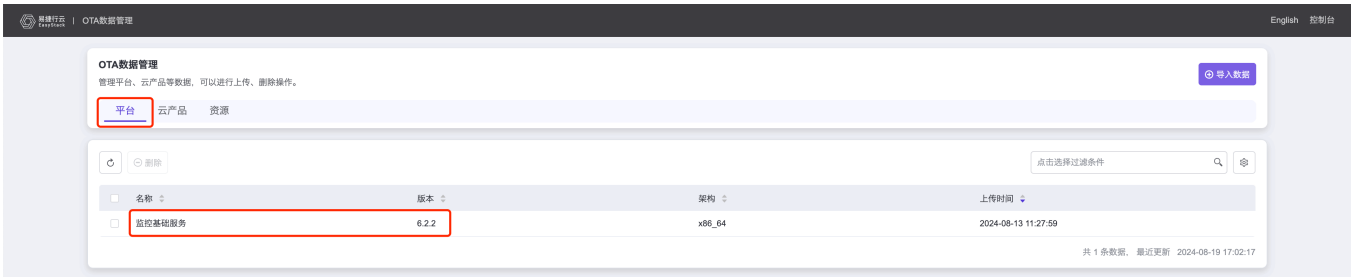 易捷行云 EasyStack | OTA数据管理 English 控制台
OTA数据管理
管理平台、云产品等数据，可以进行上传、删除操作。
导入数据
平台 云产品 资源
删除 点击选择过滤条件
名称 版本 架构 上传时间
监控基础服务 6.2.2 x86_64 2024-08-13 11:27:59
共 1 条数据， 最近更新 2024-08-19 17:02:17